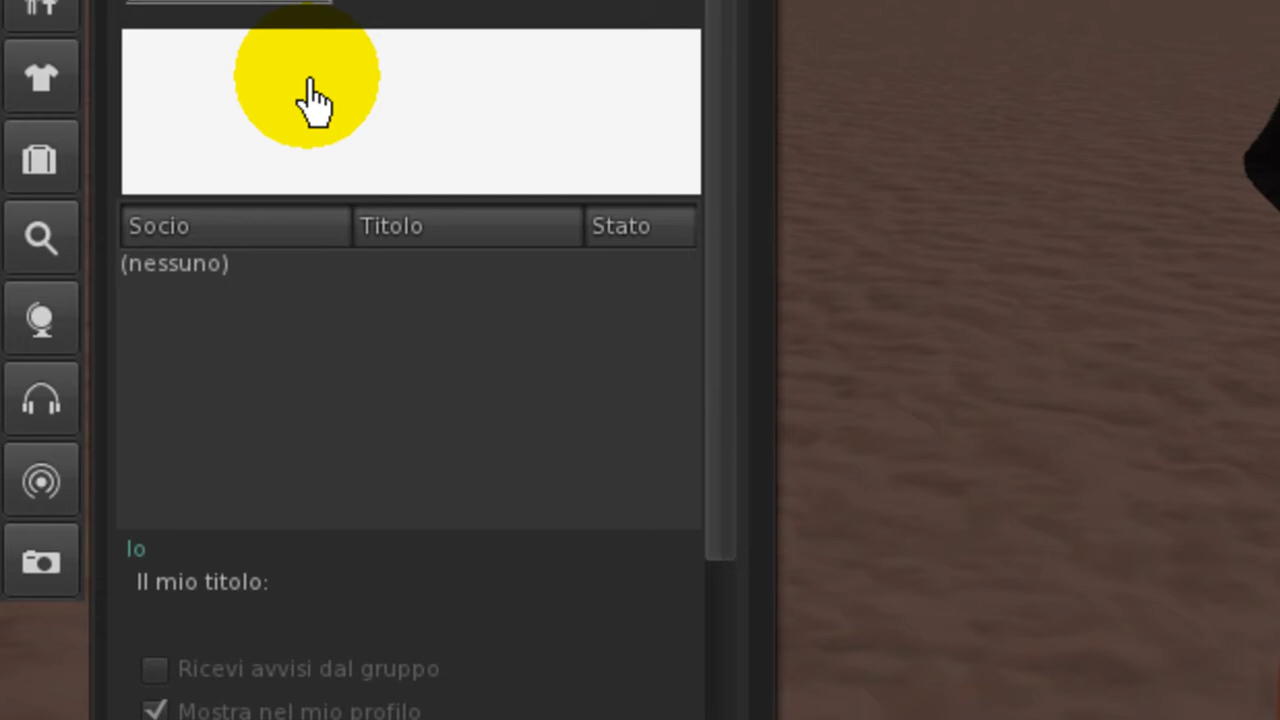 Socio Titolo Stato
(nessuno)
Io
Il mio titolo:
Ricevi avvisi dal gruppo
Mostra nel mio profilo